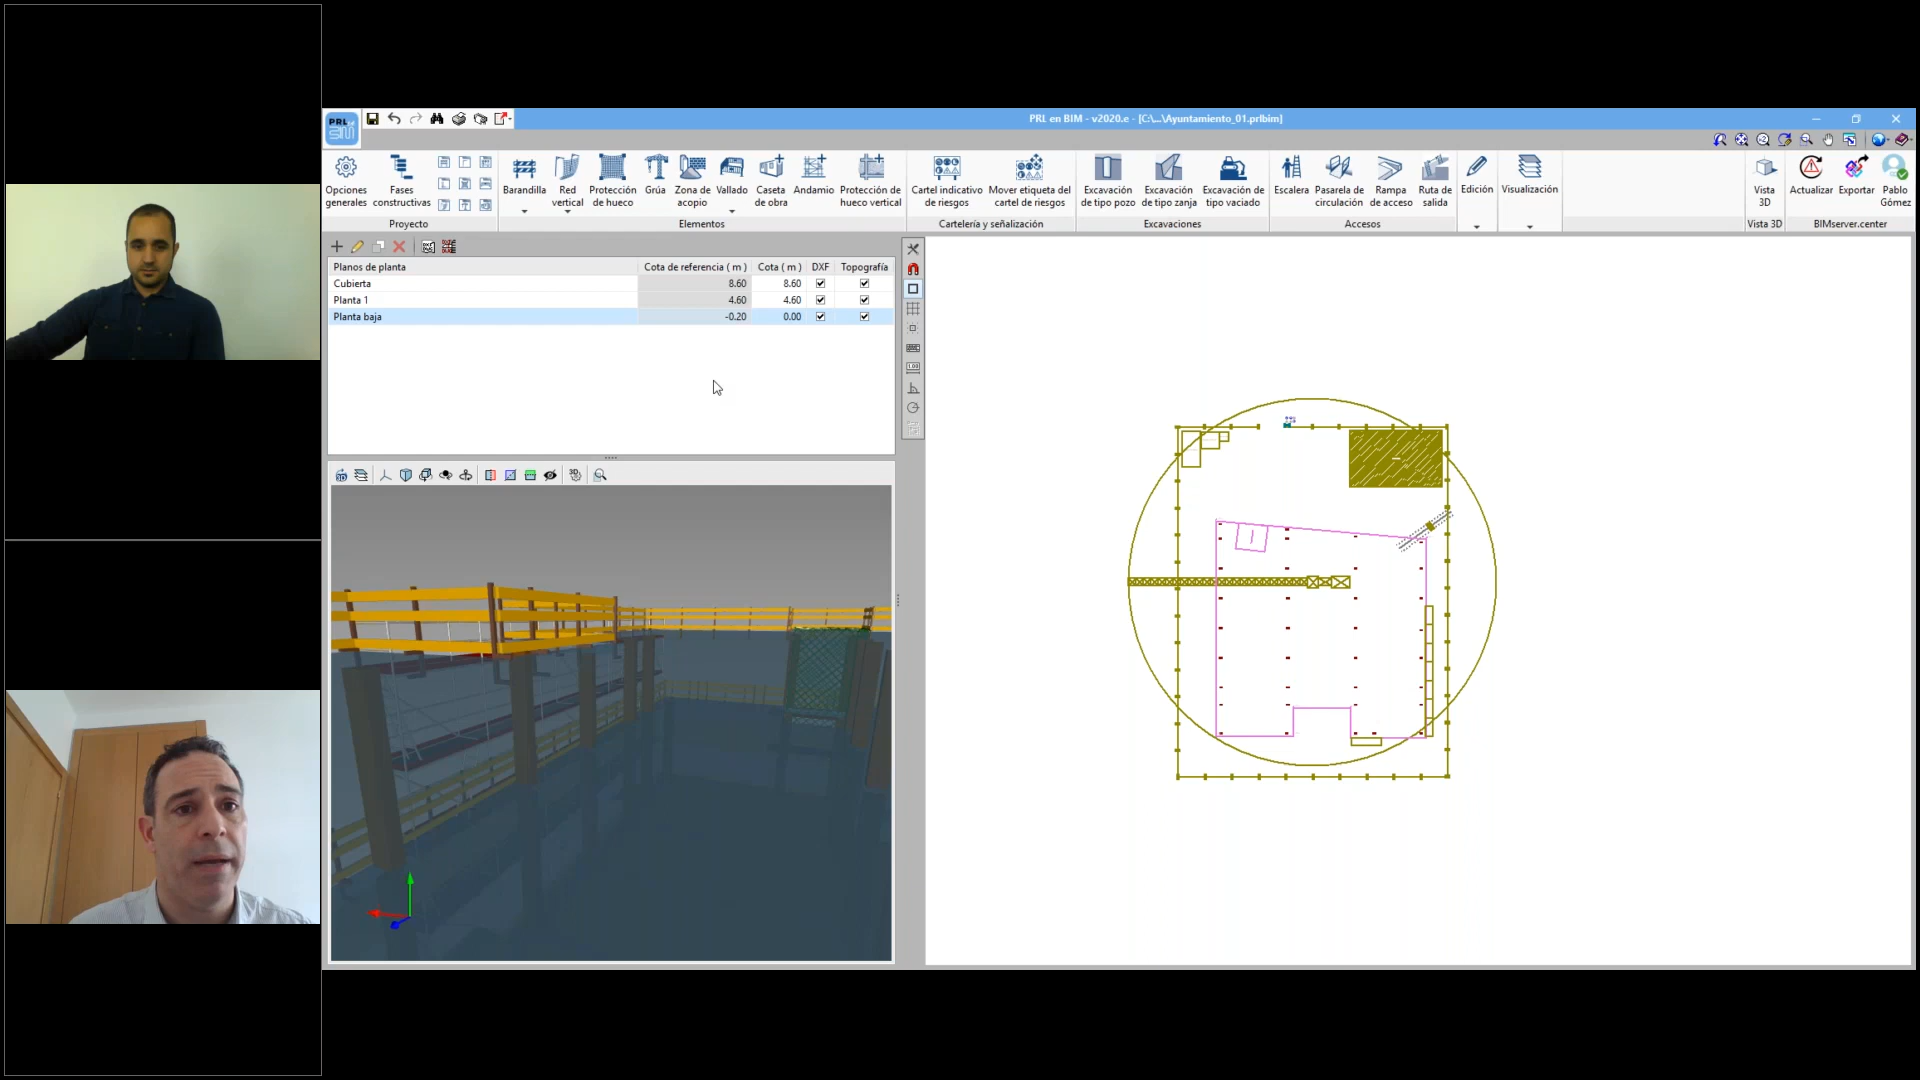 PRL en BIM - v2020.e - [C:\...\Ayuntamiento_01.prlbim]
PRL
BIM
Opciones generales
Fases constructivas
Proyecto
Barandilla
Red vertical
Protección de hueco
Grúa
Zona de acopio
Vallado
Caseta de obra
Andamio
Protección de hueco vertical
Elementos
Cartel indicativo de riesgos
Mover etiqueta del cartel de riesgos
Cartelería y señalización
Excavación de tipo pozo
Excavación de tipo zanja
Excavación de tipo vaciado
Excavaciones
Escalera
Pasarela de circulación
Rampa de acceso
Ruta de salida
Accesos
Edición
Visualización
Vista 3D
Vista 3D
Actualizar
Exportar
Pablo Gómez
BIMserver.center
Planos de planta Cota de referencia ( m ) Cota ( m ) DXF Topografía
Cubierta 8.60 8.60
Planta 1 4.60 4.60
Planta baja -0.20 0.00